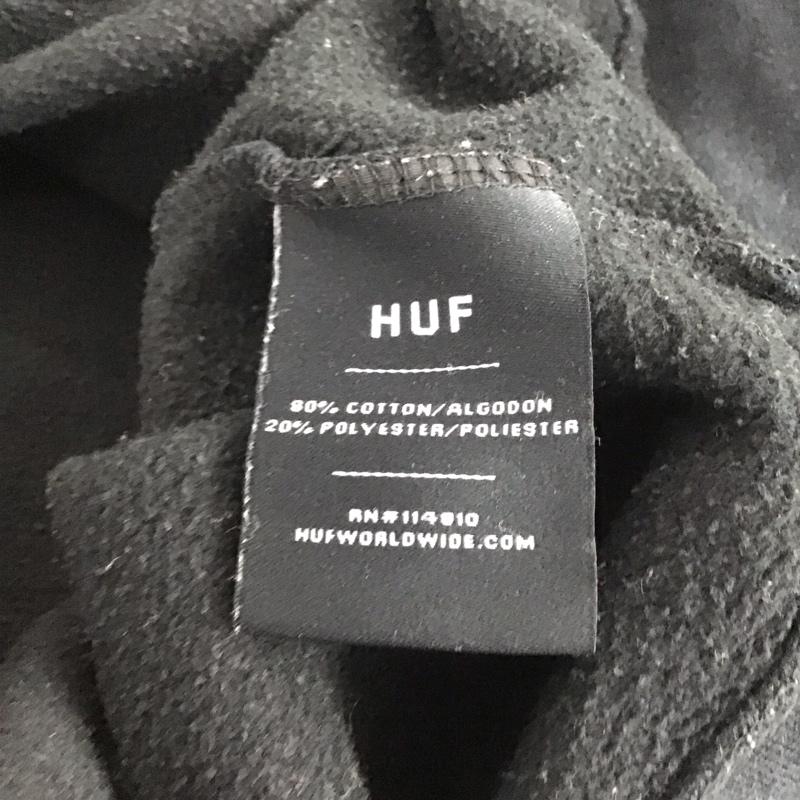 HUF
80% COTTON/ALGODON
20% POLYESTER/POLIESTER
RN#114810
HUFWORLDWIDE.COM